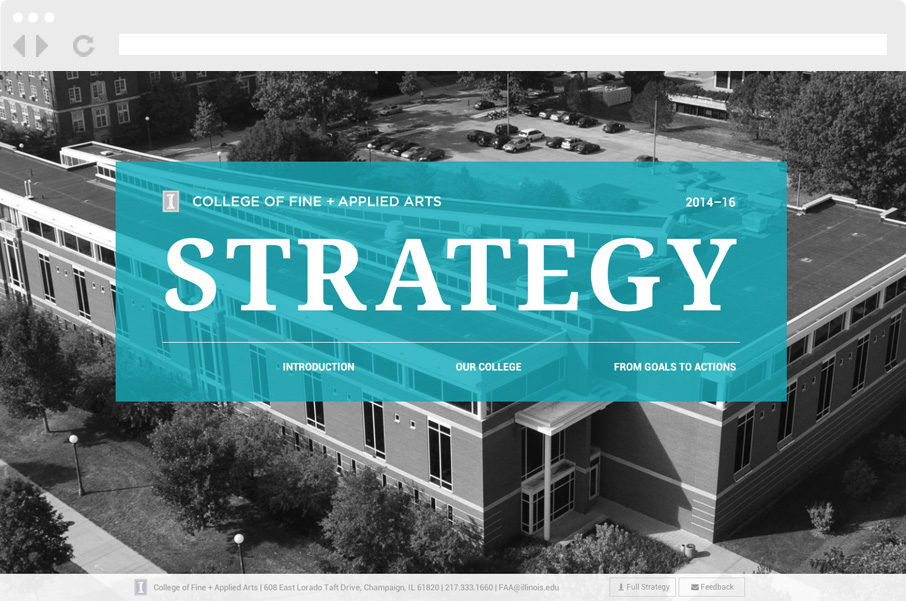 I COLLEGE OF FINE + APPLIED ARTS 2014–16
STRATEGY
INTRODUCTION OUR COLLEGE FROM GOALS TO ACTIONS
I College of Fine + Applied Arts | 608 East Lorado Taft Drive, Champaign, IL 61820 | 217.333.1660 | FAA@illinois.edu Full Strategy Feedback